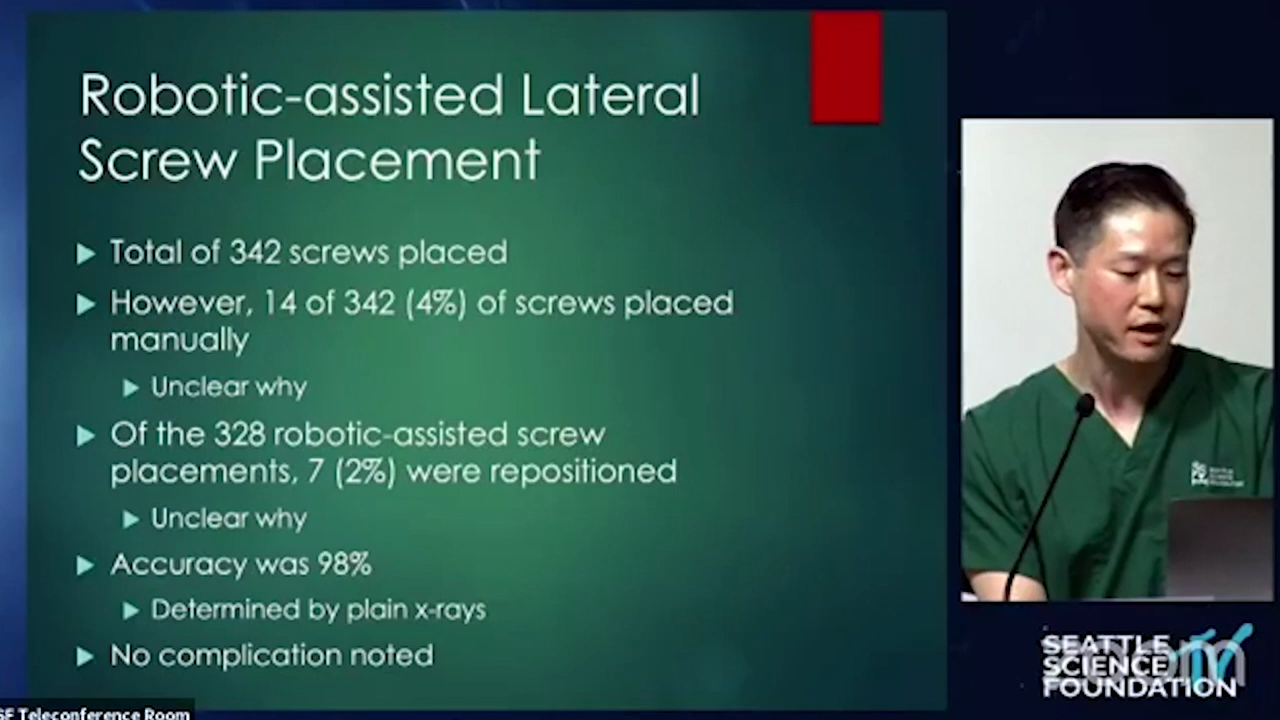 Robotic-assisted Lateral
Screw Placement
Total of 342 screws placed
However, 14 of 342 (4%) of screws placed
manually
Unclear why
Of the 328 robotic-assisted screw
placements, 7 (2%) were repositioned
Unclear why
Accuracy was 98%
Determined by plain x-rays
No complication noted
SEATTLE
SCIENCE
FOUNDATION
Teleconference Room